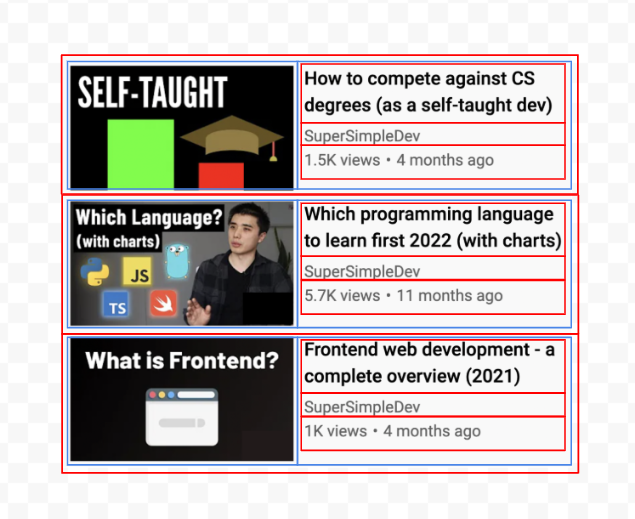 SELF-TAUGHT
How to compete against CS
degrees (as a self-taught dev)
SuperSimpleDev
1.5K views • 4 months ago
Which Language?
(with charts)
JS
TS
Which programming language
to learn first 2022 (with charts)
SuperSimpleDev
5.7K views • 11 months ago
What is Frontend?
Frontend web development - a
complete overview (2021)
SuperSimpleDev
1K views • 4 months ago